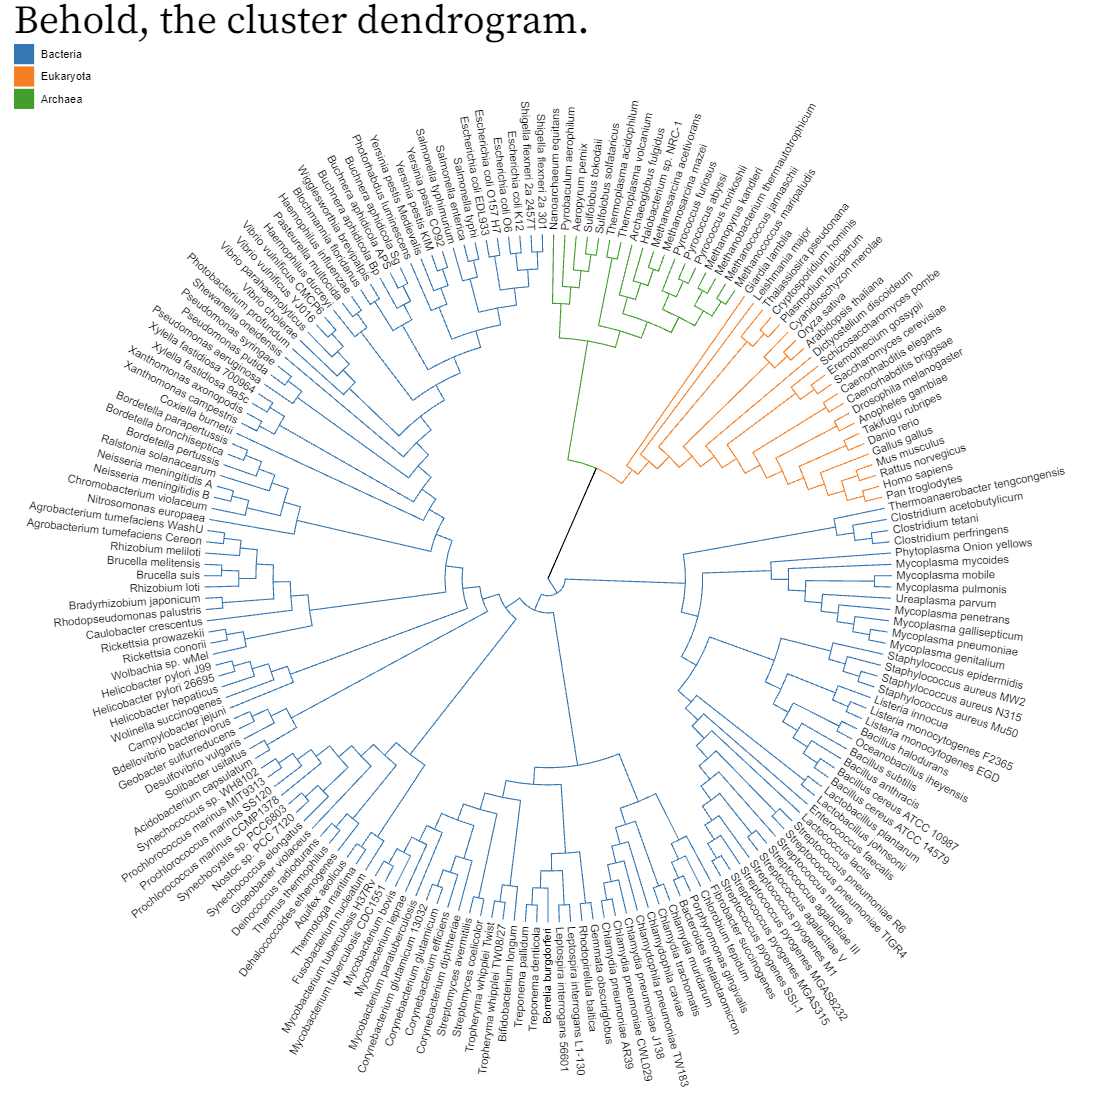 Behold, the cluster dendrogram.
Bacteria
Eukaryota
Archaea
Nanoarchaeum equitans
Pyrobaculum aerophilum
Aeropyrum pernix
Sulfolobus tokodaii
Sulfolobus solfataricus
Thermoplasma acidophilum
Thermoplasma volcanium
Archaeoglobus fulgidus
Halobacterium sp. NRC-1
Methanosarcina acetivorans
Methanosarcina mazei
Pyrococcus furiosus
Pyrococcus abyssi
Pyrococcus horikoshii
Methanopyrus kandleri
Methanobacterium thermautotrophicum
Methanococcus jannaschii
Methanococcus maripaludis
Giardia lamblia
Leishmania major
Thalassiosira pseudonana
Cryptosporidium hominis
Plasmodium falciparum
Cyanidioschyzon merolae
Oryza sativa
Arabidopsis thaliana
Dictyostelium discoideum
Schizosaccharomyces pombe
Eremothecium gossypii
Saccharomyces cerevisiae
Caenorhabditis elegans
Caenorhabditis briggsae
Drosophila melanogaster
Anopheles gambiae
Takifugu rubripes
Danio rerio
Gallus gallus
Mus musculus
Rattus norvegicus
Homo sapiens
Pan troglodytes
Thermoanaerobacter tengcongensis
Clostridium acetobutylicum
Clostridium tetani
Clostridium perfringens
Phytoplasma Onion yellows
Mycoplasma mycoides
Mycoplasma mobile
Mycoplasma pulmonis
Ureaplasma parvum
Mycoplasma penetrans
Mycoplasma gallisepticum
Mycoplasma pneumoniae
Mycoplasma genitalium
Staphylococcus epidermidis
Staphylococcus aureus MW2
Staphylococcus aureus N315
Staphylococcus aureus Mu50
Listeria innocua
Listeria monocytogenes F2365
Listeria monocytogenes EGD
Bacillus halodurans
Oceanobacillus iheyensis
Bacillus subtilis
Bacillus anthracis
Bacillus cereus ATCC 10987
Bacillus cereus ATCC 14579
Lactobacillus plantarum
Lactobacillus johnsonii
Enterococcus faecalis
Lactococcus lactis
Streptococcus pneumoniae R6
Streptococcus pneumoniae TIGR4
Streptococcus mutans
Streptococcus agalactiae III
Streptococcus agalactiae V
Streptococcus pyogenes M1
Streptococcus pyogenes MGAS8232
Streptococcus pyogenes MGAS315
Streptococcus pyogenes SSI-1
Fibrobacter succinogenes
Chlorobium tepidum
Porphyromonas gingivalis
Bacteroides thetaiotaomicron
Chlamydia muridarum
Chlamydia trachomatis
Chlamydophila caviae
Chlamydophila pneumoniae TW183
Chlamydia pneumoniae J138
Chlamydia pneumoniae CWL029
Chlamydia pneumoniae AR39
Gemmata obscuriglobus
Rhodopirellula baltica
Leptospira interrogans L1-130
Leptospira interrogans 56601
Borrelia burgdorferi
Treponema denticola
Treponema pallidum
Bifidobacterium longum
Tropheryma whipplei TW08/27
Tropheryma whipplei Twist
Streptomyces coelicolor
Streptomyces avermitilis
Corynebacterium diphtheriae
Corynebacterium efficiens
Corynebacterium glutamicum
Corynebacterium glutamicum 13032
Mycobacterium paratuberculosis
Mycobacterium leprae
Mycobacterium bovis
Mycobacterium tuberculosis CDC1551
Mycobacterium tuberculosis H37Rv
Fusobacterium nucleatum
Thermotoga maritima
Aquifex aeolicus
Dehalococcoides ethenogenes
Thermus thermophilus
Deinococcus radiodurans
Gloeobacter violaceus
Synechococcus elongatus
Nostoc sp. PCC 7120
Synechocystis sp. PCC6803
Prochlorococcus marinus CCMP1378
Prochlorococcus marinus SS120
Prochlorococcus marinus MIT9313
Synechococcus sp. WH8102
Acidobacterium capsulatum
Solibacter usitatus
Desulfovibrio vulgaris
Geobacter sulfurreducens
Bdellovibrio bacteriovorus
Campylobacter jejuni
Wolinella succinogenes
Helicobacter hepaticus
Helicobacter pylori 26695
Helicobacter pylori J99
Wolbachia sp. wMel
Rickettsia conorii
Rickettsia prowazekii
Caulobacter crescentus
Rhodopseudomonas palustris
Bradyrhizobium japonicum
Rhizobium loti
Brucella suis
Brucella melitensis
Rhizobium meliloti
Agrobacterium tumefaciens Cereon
Agrobacterium tumefaciens WashU
Nitrosomonas europaea
Chromobacterium violaceum
Neisseria meningitidis B
Neisseria meningitidis A
Ralstonia solanacearum
Bordetella pertussis
Bordetella bronchiseptica
Bordetella parapertussis
Coxiella burnetii
Xanthomonas campestris
Xanthomonas axonopodis
Xylella fastidiosa 9a5c
Xylella fastidiosa 700964
Pseudomonas aeruginosa
Pseudomonas putida
Pseudomonas syringae
Shewanella oneidensis
Photobacterium profundum
Vibrio cholerae
Vibrio parahaemolyticus
Vibrio vulnificus YJ016
Vibrio vulnificus CMCP6
Haemophilus ducreyi
Pasteurella multocida
Haemophilus influenzae
Blochmannia floridanus
Wigglesworthia brevipalpis
Buchnera aphidicola Bp
Buchnera aphidicola APS
Buchnera aphidicola Sg
Photorhabdus luminescens
Yersinia pestis Medievalis
Yersinia pestis KIM
Yersinia pestis CO92
Salmonella typhimurium
Salmonella enterica
Salmonella typhi
Escherichia coli EDL933
Escherichia coli O157 H7
Escherichia coli O6
Escherichia coli K12
Shigella flexneri 2a 2457T
Shigella flexneri 2a 301